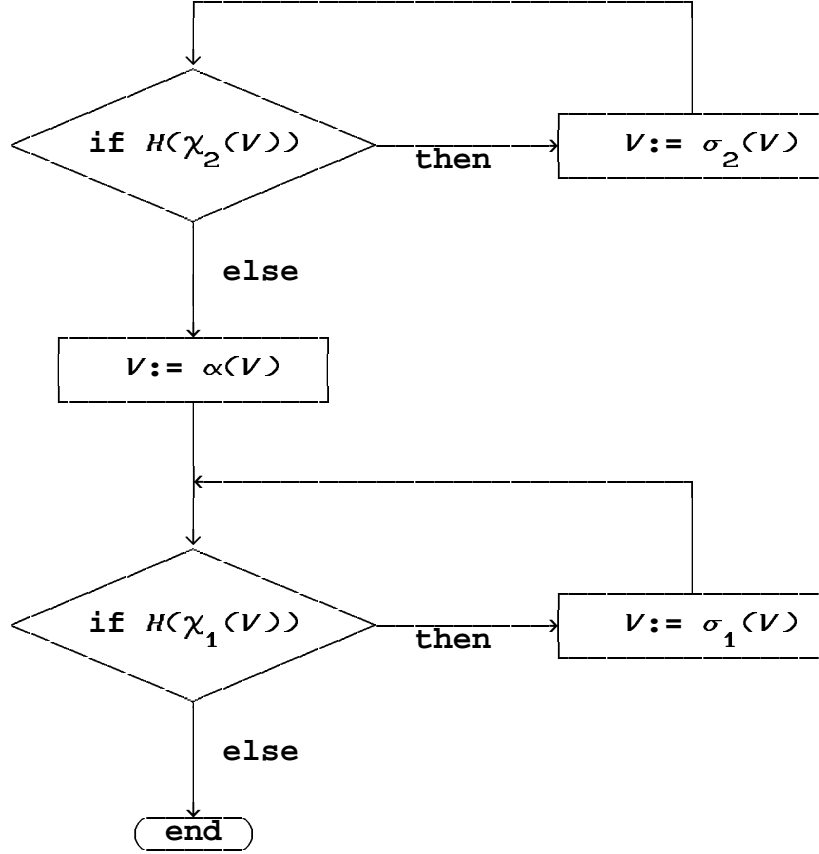 if H(χ₂(V))
then
V:= σ₂(V)
else
V:= α(V)
if H(χ₁(V))
then
V:= σ₁(V)
else
end